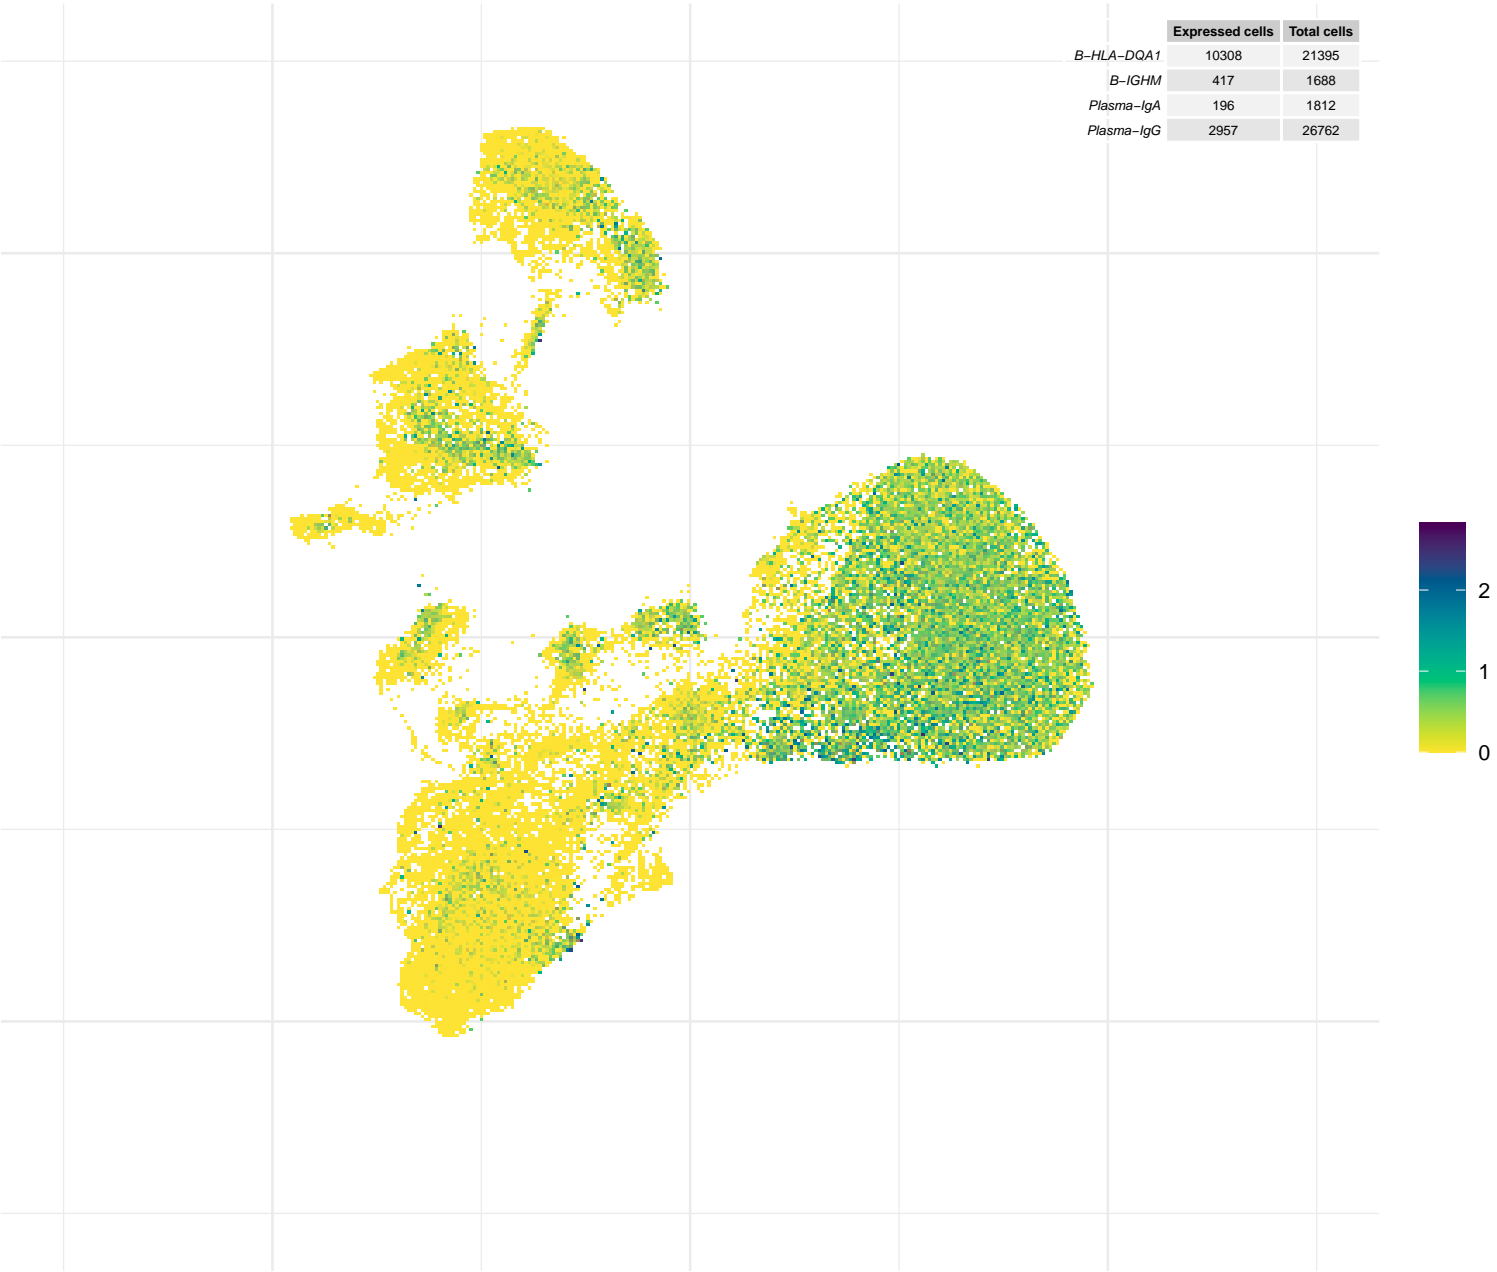 Expressed cells Total cells
B−HLA−DQA1 10308 21395
B−IGHM 417 1688
Plasma−IgA 196 1812
Plasma−IgG 2957 26762
2
1
0